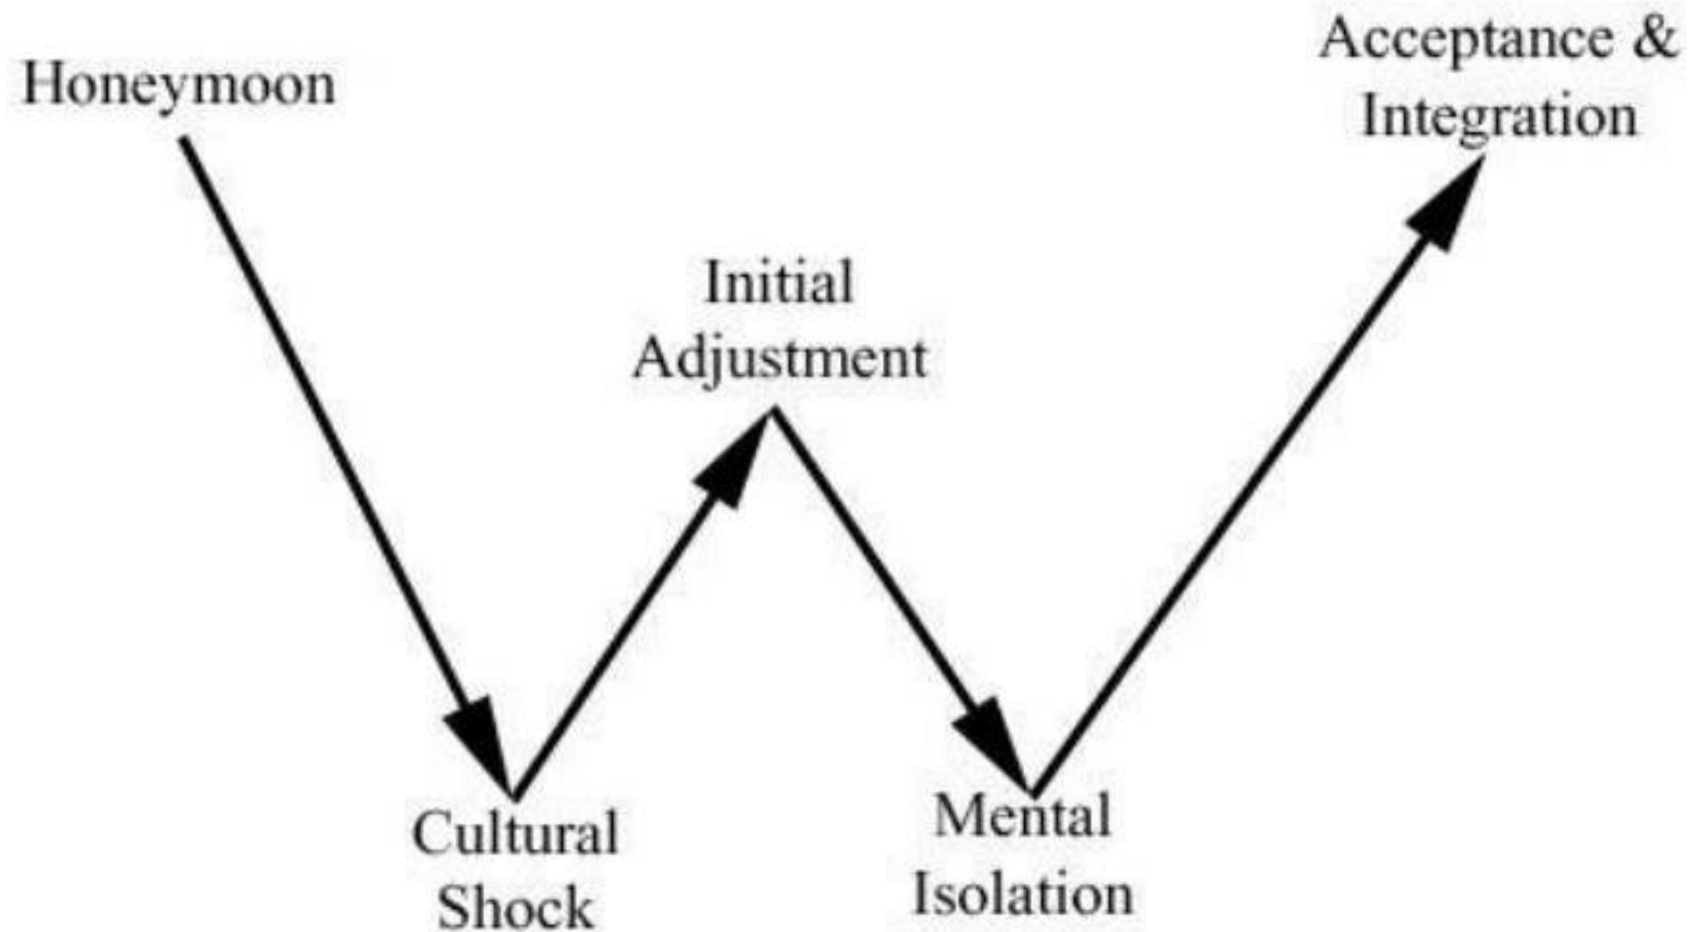 Honeymoon
Cultural
Shock
Initial
Adjustment
Mental
Isolation
Acceptance &
Integration